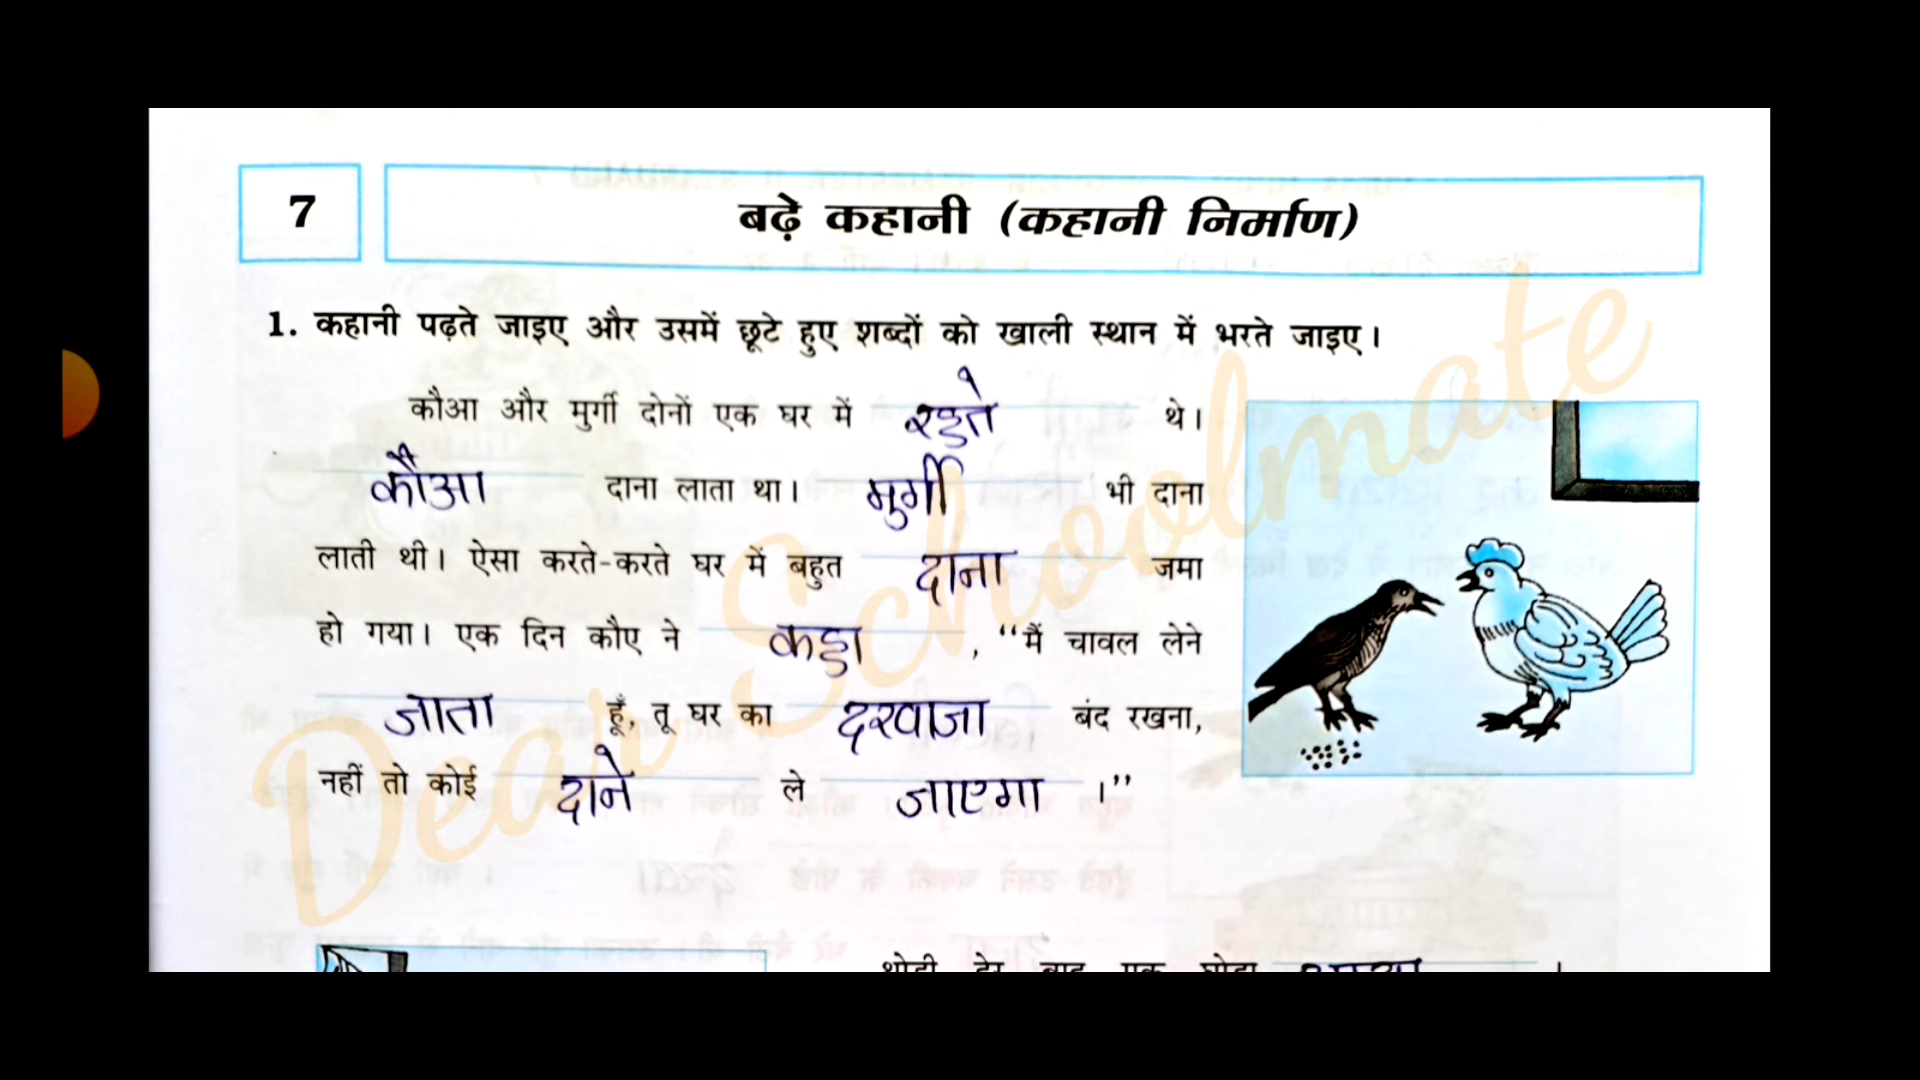 7
बढ़े कहानी (कहानी निर्माण)
1. कहानी पढ़ते जाइए और उसमें छूटे हुए शब्दों को खाली स्थान में भरते जाइए।
कौआ और मुर्गी दोनों एक घर में रहते थे।
कौआ दाना लाता था। मुर्गी भी दाना
लाती थी। ऐसा करते-करते घर में बहुत दाना जमा
हो गया। एक दिन कौए ने कहा, “मैं चावल लेने
जाता हूँ, तू घर का दरवाजा बंद रखना,
नहीं तो कोई दाने ले जाएगा।”
Dear Schoolmate